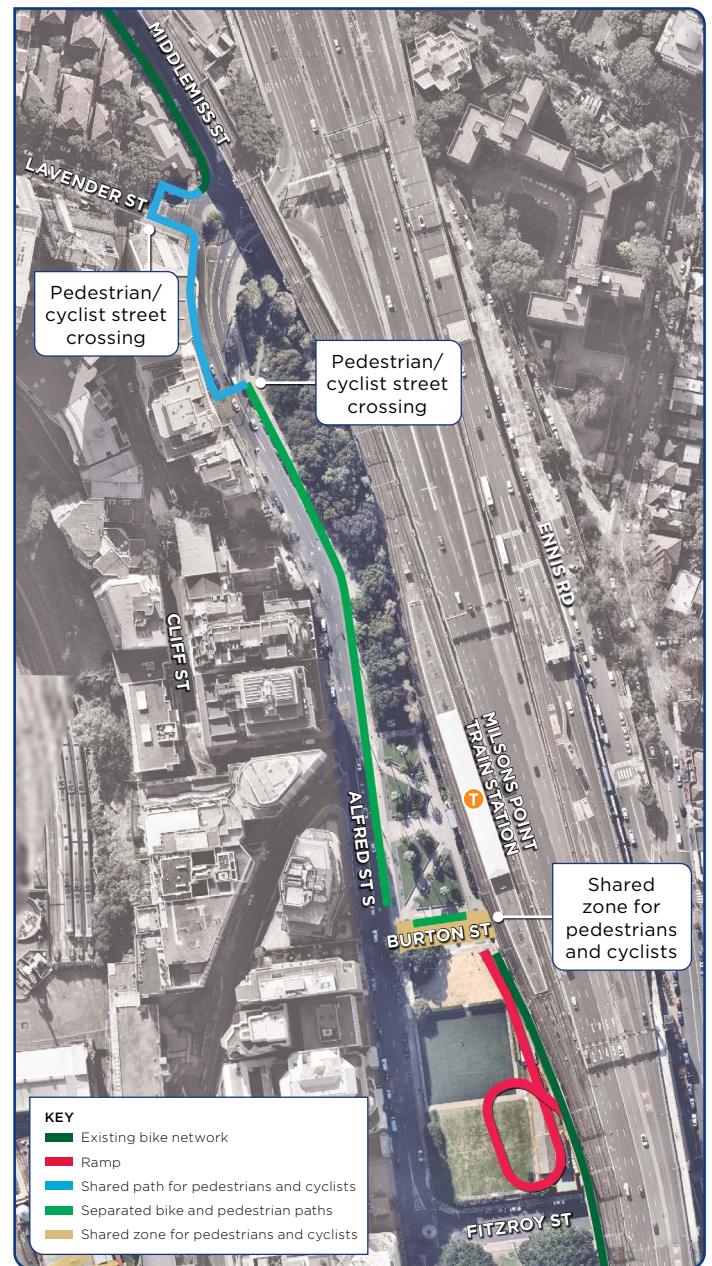 MIDDLEMISS ST
LAVENDER ST
Pedestrian/
cyclist street
crossing
Pedestrian/
cyclist street
crossing
ENNIS RD
CLIFF ST
MILSONS POINT
TRAIN STATION
T
ALFRED ST S
Shared
zone for
pedestrians
and cyclists
BURTON ST
KEY
Existing bike network
Ramp
Shared path for pedestrians and cyclists
Separated bike and pedestrian paths
Shared zone for pedestrians and cyclists
FITZROY ST